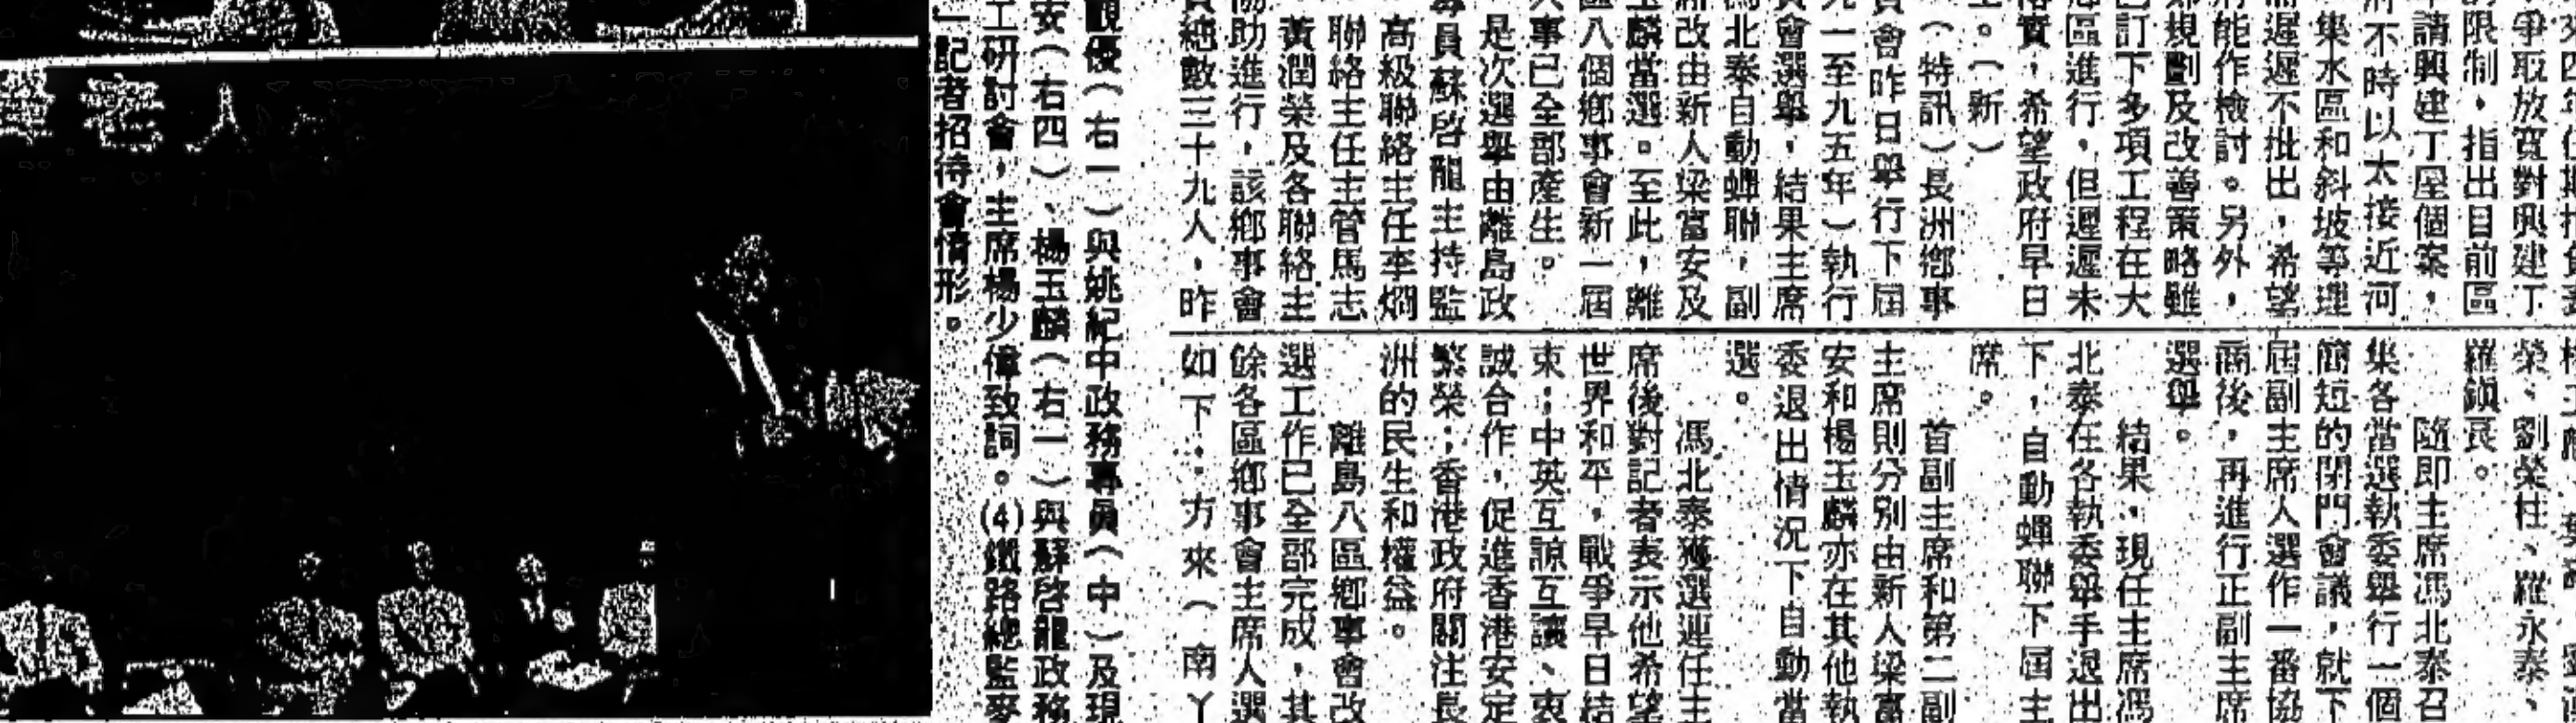 爭取放寬對興建丁
的限制，指出目前區
請興建丁屋個案，
府不時以太接近河
集水區和斜坡等理
遲遲不批出，希望
府能作檢討。另外，
鄉規劃及改善策略雖
訂下多項工程在大
區進行，但遲遲未
落實，希望政府早日
。（新）
（特訊）長洲鄉事
會昨日舉行下屆
九一至九五年）執行
會選舉，結果主席
馮北泰自動蟬聯，副
席改由新人梁富安及
玉麟當選。至此，離
區八個鄉事會新一屆
人事已全部產生。
是次選舉由離島政
專員蘇啓龍主持監
高級聯絡主任李炯
聯絡主任主管馬志
黃潤榮及各聯絡主
協助進行，該鄉事會
員總數三十九人，昨
榮、劉榮柱、羅永泰、
羅鎭長。
隨即主席馮北泰召
集各當選執委舉行一個
簡短的閉門會議，就下
屆副主席人選作一番協
商後，再進行正副主席
選舉。
結果，現任主席馮
北泰在各執委舉手退出
下，自動蟬聯下屆主
席。
首副主席和第二副
主席則分別由新人梁富
安和楊玉麟亦在其他執
委退出情況下自動當
選。
馮北泰獲選連任主
席後對記者表示他希望
世界和平，戰爭早日結
束；中英互諒互讓、衷
誠合作，促進香港安定
繁榮；香港政府關注長
洲的民生和權益。
離島八區鄉事會改
選工作已全部完成，其
餘各區鄉事會主席人選
如下：方來（南丫
觀優（右一）與姚紀中政務專員（中）及現
安（右四）、楊玉麟（右一）與蘇啓龍政務
工研討會，主席楊少偉致詞。(4)鐵路總監麥
」記者招待會情形。